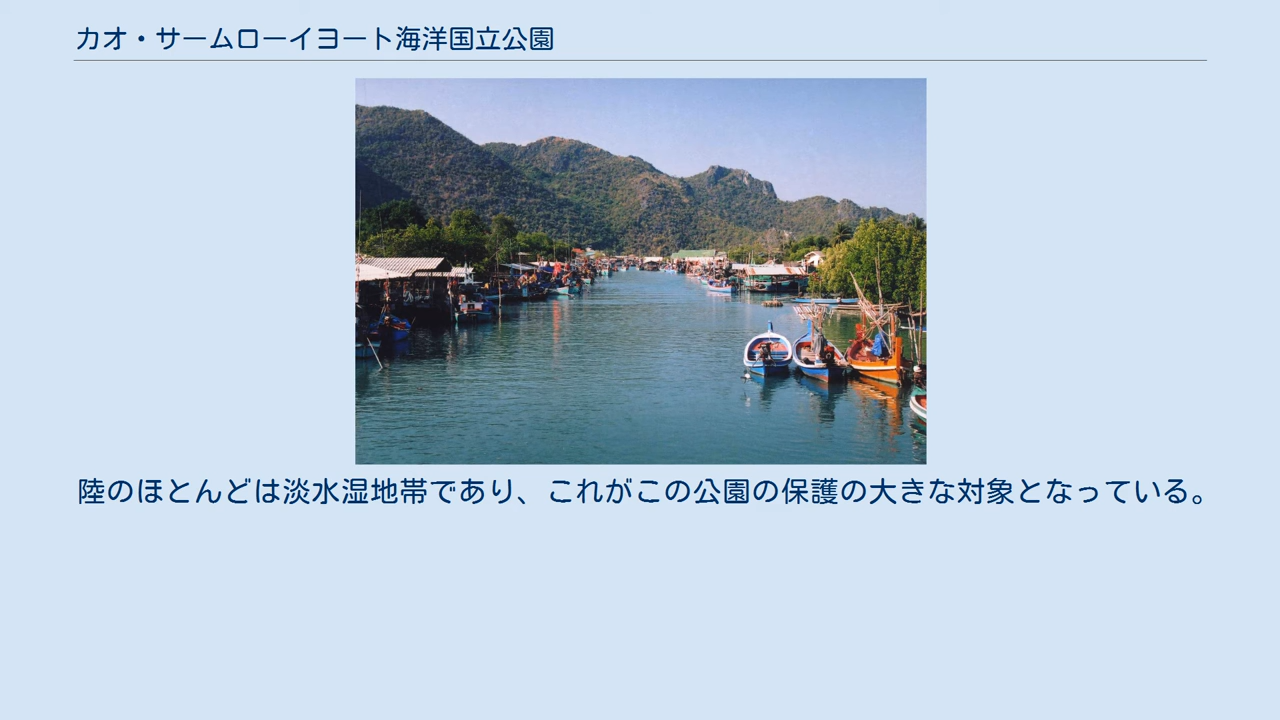 カオ・サームローイヨート海洋国立公園
陸のほとんどは淡水湿地帯であり、これがこの公園の保護の大きな対象となっている。